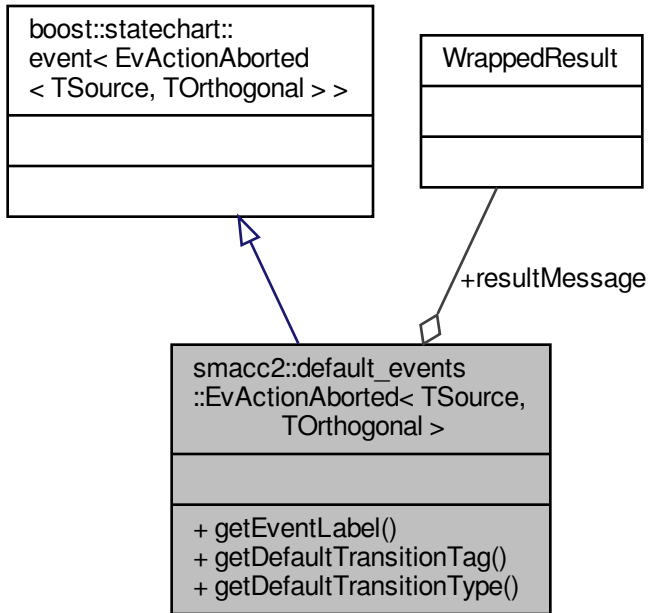 boost::statechart::
event< EvActionAborted
< TSource, TOrthogonal > >
WrappedResult
+resultMessage
smacc2::default_events
::EvActionAborted< TSource,
TOrthogonal >
+ getEventLabel()
+ getDefaultTransitionTag()
+ getDefaultTransitionType()